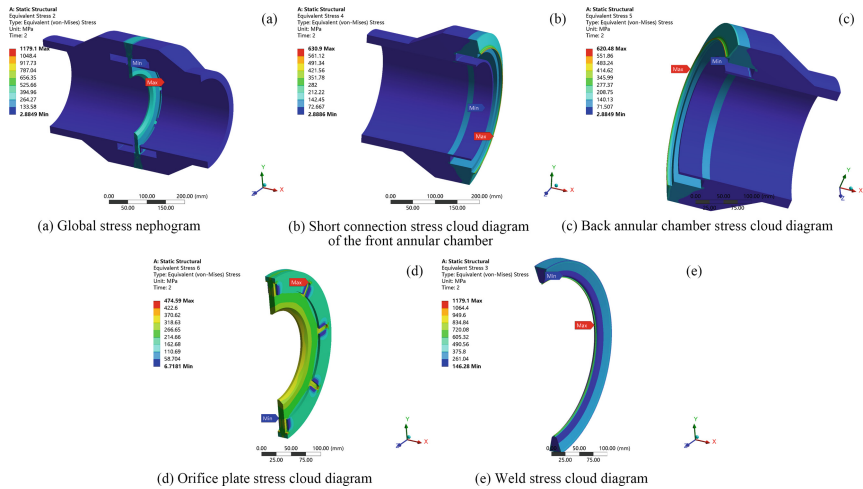 A: Static Structural
Equivalent Stress 2
Type: Equivalent (von-Mises) Stress
Unit: MPa
Time: 2
1179.1 Max
1048.4
917.73
787.04
656.35
525.66
394.96
264.27
133.58
2.8849 Min
Min
Max
(a)
Y
X
Z
0.00 100.00 200.00 (mm)
50.00 150.00
(a) Global stress nephogram
A: Static Structural
Equivalent Stress 4
Type: Equivalent (von-Mises) Stress
Unit: MPa
Time: 2
630.9 Max
561.12
491.34
421.56
351.78
282
212.22
142.45
72.667
2.8886 Min
Min
Max
(b)
Y
X
Z
0.00 100.00 200.00 (mm)
50.00 150.00
(b) Short connection stress cloud diagram
of the front annular chamber
A: Static Structural
Equivalent Stress 5
Type: Equivalent (von-Mises) Stress
Unit: MPa
Time: 2
620.48 Max
551.86
483.24
414.62
345.99
277.37
208.75
140.13
71.507
2.8849 Min
Max
Min
(c)
Y
X
Z
0.00 50.00 100.00 (mm)
(c) Back annular chamber stress cloud diagram
A: Static Structural
Equivalent Stress 6
Type: Equivalent (von-Mises) Stress
Unit: MPa
Time: 2
474.59 Max
422.6
370.62
318.63
266.65
214.66
162.68
110.69
58.704
6.7181 Min
Max
Min
(d)
Y
X
Z
0.00 50.00 100.00 (mm)
25.00 75.00
(d) Orifice plate stress cloud diagram
A: Static Structural
Equivalent Stress 3
Type: Equivalent (von-Mises) Stress
Unit: MPa
Time: 2
1179.1 Max
1064.4
949.6
834.84
720.08
605.32
490.56
375.8
261.04
146.28 Min
Min
Max
(e)
Y
X
Z
0.00 50.00 100.00 (mm)
25.00 75.00
(e) Weld stress cloud diagram